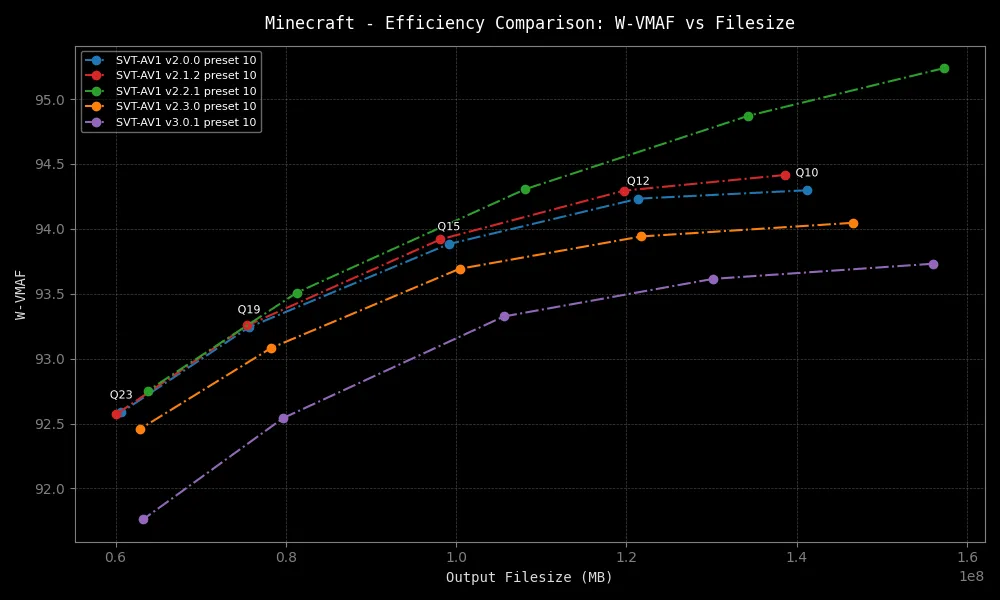 Minecraft - Efficiency Comparison: W-VMAF vs Filesize
SVT-AV1 v2.0.0 preset 10
SVT-AV1 v2.1.2 preset 10
SVT-AV1 v2.2.1 preset 10
SVT-AV1 v2.3.0 preset 10
SVT-AV1 v3.0.1 preset 10
95.0
94.5
94.0
93.5
93.0
92.5
92.0
W-VMAF
Q10
Q12
Q15
Q19
Q23
0.6 0.8 1.0 1.2 1.4 1.6
1e8
Output Filesize (MB)